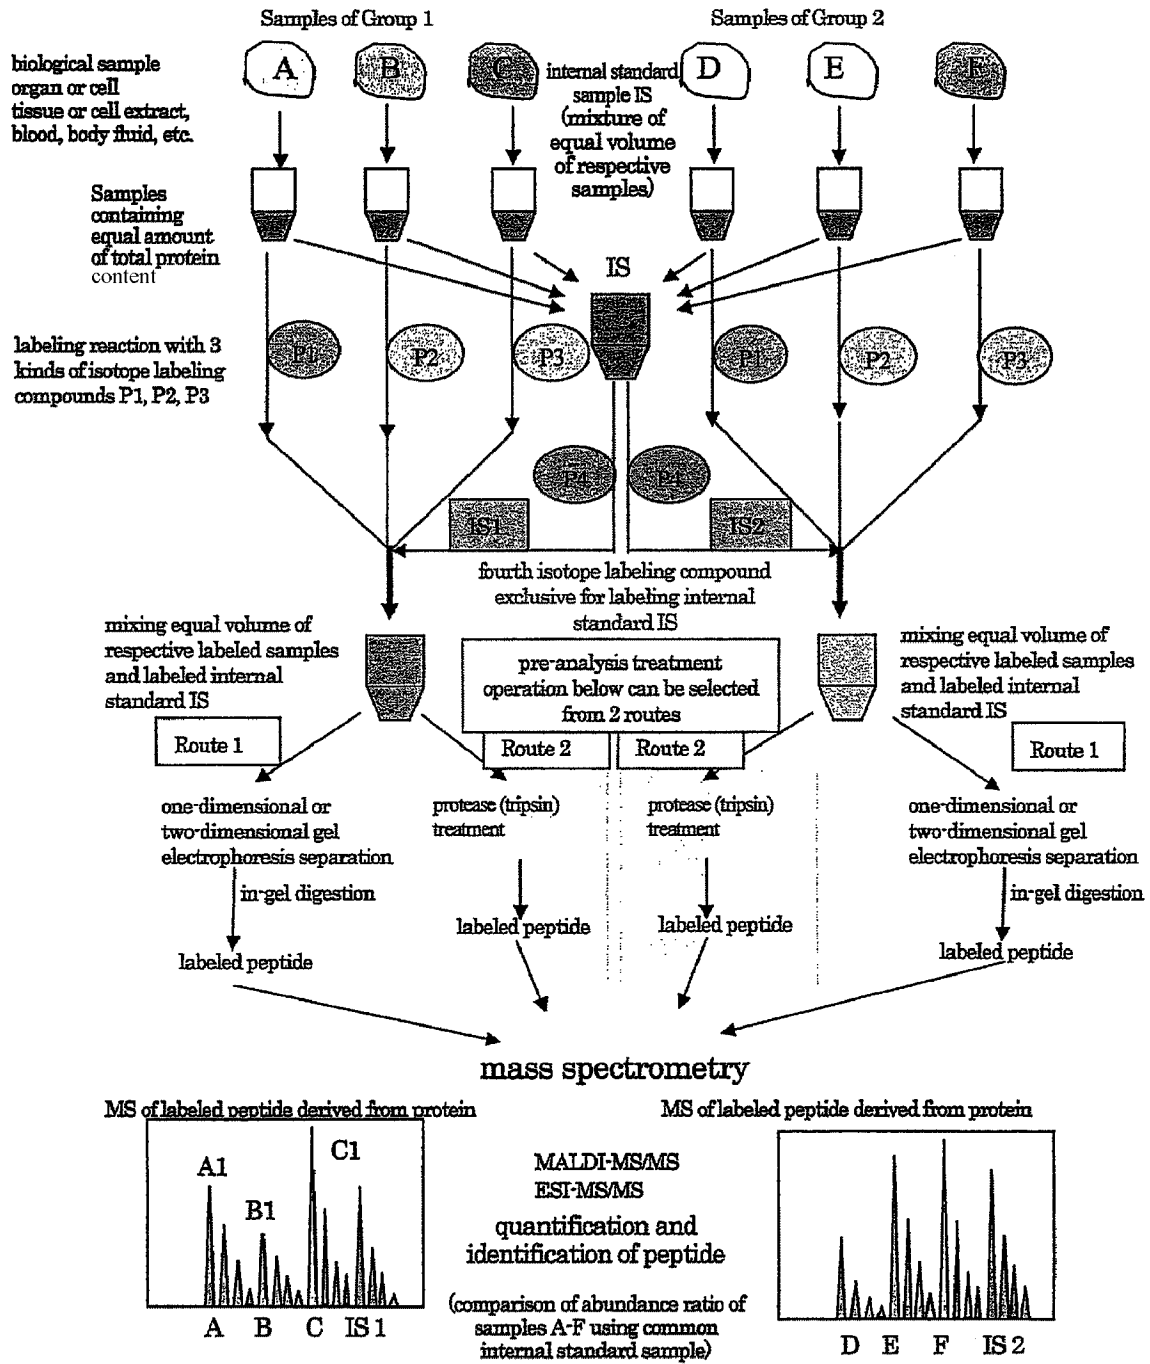 Samples of Group 1
Samples of Group 2
biological sample
organ or cell
tissue or cell extract,
blood, body fluid, etc.
A
B
C
internal standard
sample IS
(mixture of
equal volume
of respective
samples)
D
E
F
Samples
containing
equal amount
of total protein
content
IS
labeling reaction with 3
kinds of isotope labeling
compounds P1, P2, P3
P1
P2
P3
P1
P2
P3
P4
P4
IS1
IS2
fourth isotope labeling compound
exclusive for labeling internal
standard IS
mixing equal volume of
respective labeled samples
and labeled internal
standard IS
mixing equal volume of
respective labeled samples
and labeled internal
standard IS
pre-analysis treatment
operation below can be selected
from 2 routes
Route 1
Route 2
Route 2
Route 1
one-dimensional or
two-dimensional gel
electrophoresis separation
protease (tripsin)
treatment
protease (tripsin)
treatment
one-dimensional or
two-dimensional gel
electrophoresis separation
in-gel digestion
in-gel digestion
labeled peptide
labeled peptide
labeled peptide
labeled peptide
mass spectrometry
MS of labeled peptide derived from protein
MS of labeled peptide derived from protein
A1
B1
C1
A B C IS 1
MALDI-MS/MS
ESI-MS/MS
quantification and
identification of peptide
(comparison of abundance ratio of
samples A-F using common
internal standard sample)
D E F IS 2